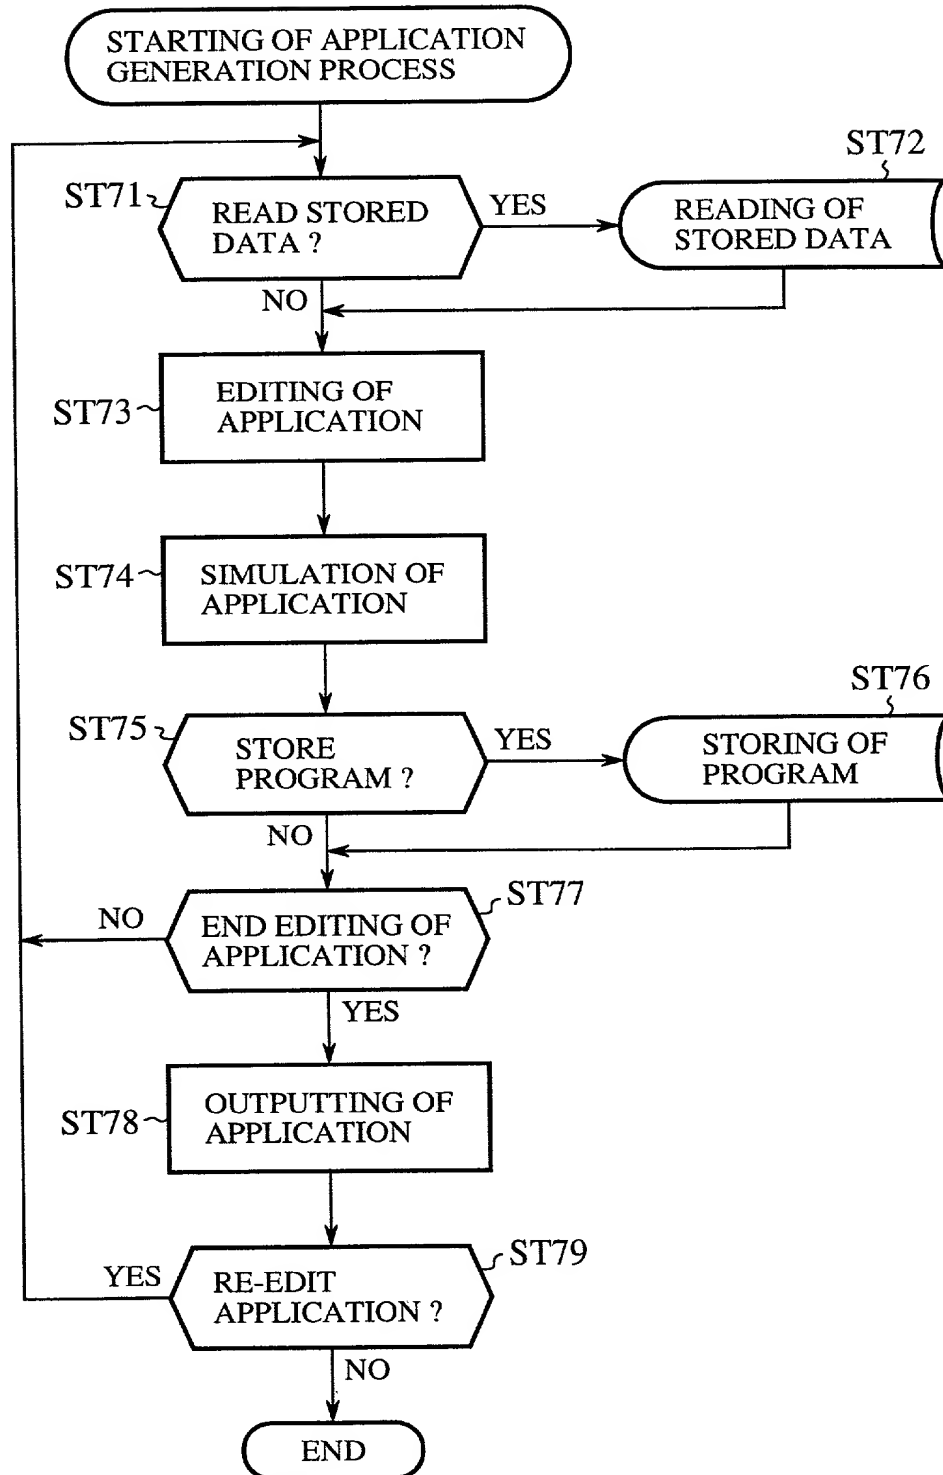 STARTING OF APPLICATION
GENERATION PROCESS
ST71
READ STORED
DATA ?
YES
ST72
READING OF
STORED DATA
NO
ST73
EDITING OF
APPLICATION
ST74
SIMULATION OF
APPLICATION
ST75
STORE
PROGRAM ?
YES
ST76
STORING OF
PROGRAM
NO
ST77
END EDITING OF
APPLICATION ?
NO
YES
ST78
OUTPUTTING OF
APPLICATION
ST79
RE-EDIT
APPLICATION ?
YES
NO
END